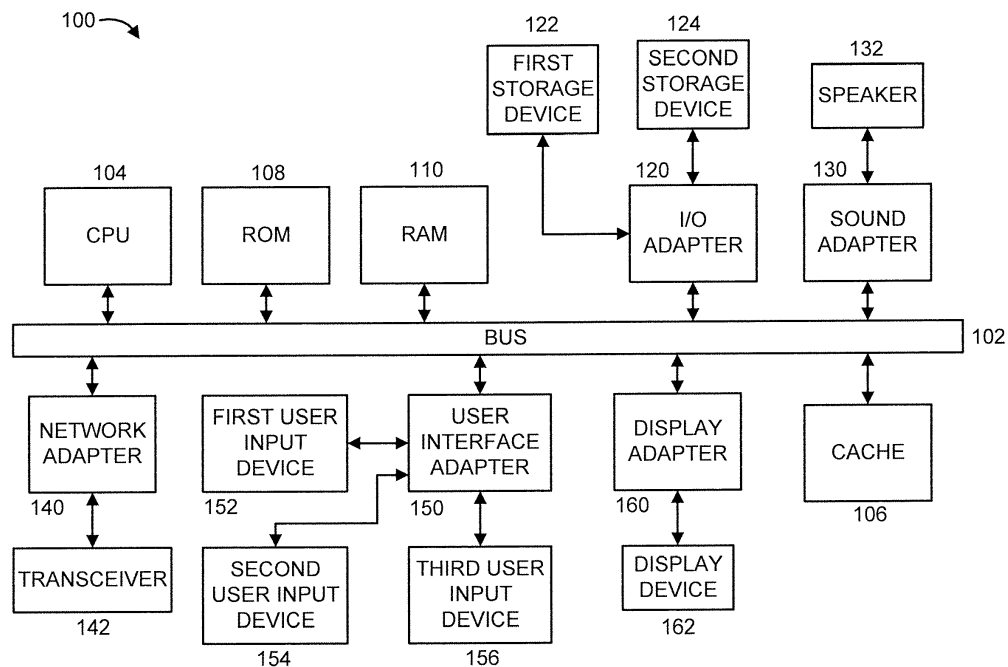 100
122
FIRST
STORAGE
DEVICE
124
SECOND
STORAGE
DEVICE
132
SPEAKER
104
CPU
108
ROM
110
RAM
120
I/O
ADAPTER
130
SOUND
ADAPTER
BUS
102
NETWORK
ADAPTER
140
FIRST USER
INPUT
DEVICE
152
USER
INTERFACE
ADAPTER
150
DISPLAY
ADAPTER
160
CACHE
106
TRANSCEIVER
142
SECOND
USER INPUT
DEVICE
154
THIRD USER
INPUT
DEVICE
156
DISPLAY
DEVICE
162